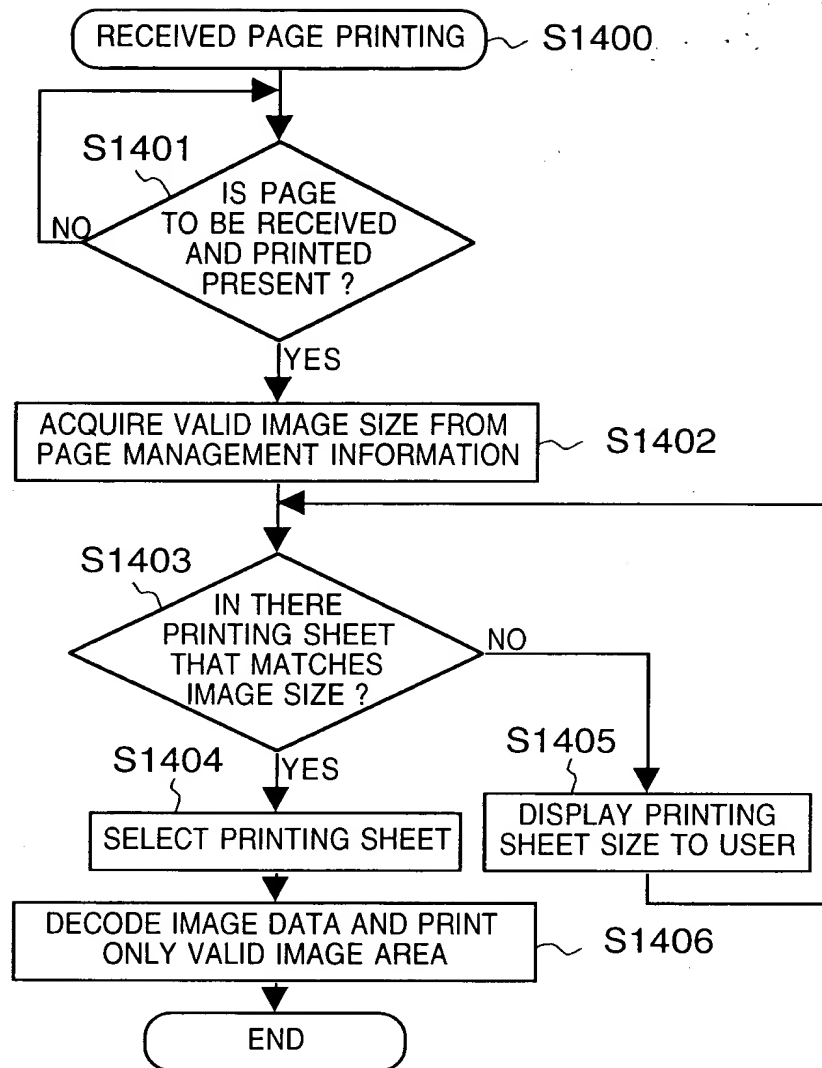 RECEIVED PAGE PRINTING
S1400
S1401
IS PAGE
TO BE RECEIVED
AND PRINTED
PRESENT ?
NO
YES
ACQUIRE VALID IMAGE SIZE FROM
PAGE MANAGEMENT INFORMATION
S1402
S1403
IN THERE
PRINTING SHEET
THAT MATCHES
IMAGE SIZE ?
NO
YES
S1404
SELECT PRINTING SHEET
S1405
DISPLAY PRINTING
SHEET SIZE TO USER
DECODE IMAGE DATA AND PRINT
ONLY VALID IMAGE AREA
S1406
END